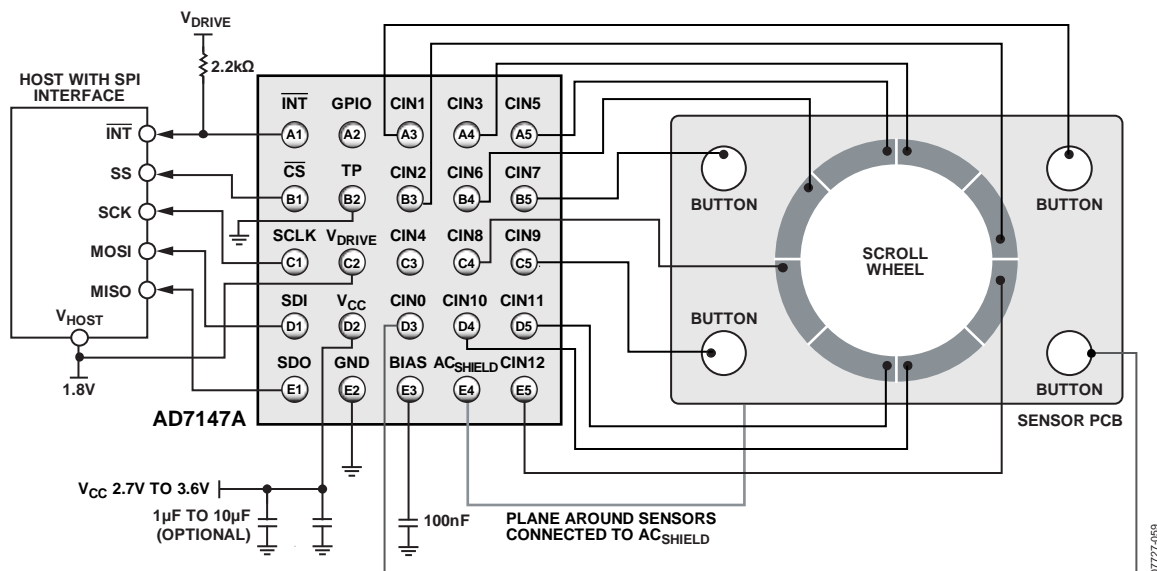 VDRIVE
2.2kΩ
HOST WITH SPI
INTERFACE
INT
SS
SCK
MOSI
MISO
VHOST
1.8V
INT GPIO CIN1 CIN3 CIN5
A1 A2 A3 A4 A5
CS TP CIN2 CIN6 CIN7
B1 B2 B3 B4 B5
SCLK VDRIVE CIN4 CIN8 CIN9
C1 C2 C3 C4 C5
SDI VCC CIN0 CIN10 CIN11
D1 D2 D3 D4 D5
SDO GND BIAS ACSHIELD CIN12
E1 E2 E3 E4 E5
AD7147A
BUTTON
BUTTON
SCROLL
WHEEL
BUTTON
BUTTON
SENSOR PCB
VCC 2.7V TO 3.6V
1µF TO 10µF
(OPTIONAL)
100nF
PLANE AROUND SENSORS
CONNECTED TO ACSHIELD
07727-059